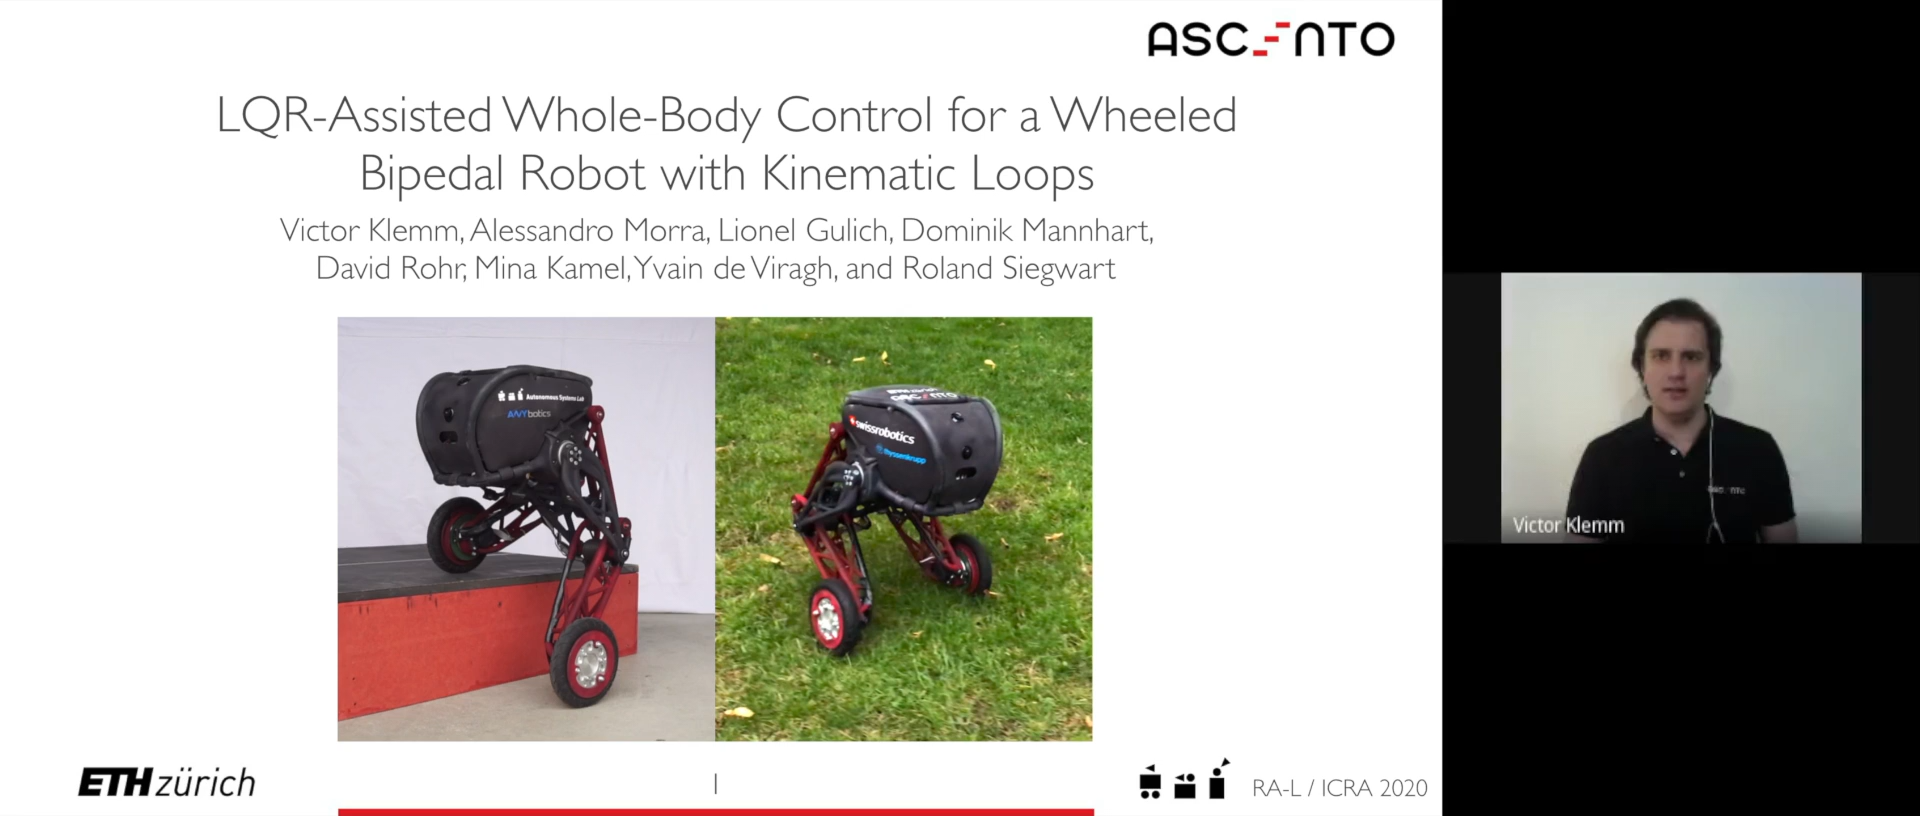 ASCENTO
LQR-Assisted Whole-Body Control for a Wheeled
Bipedal Robot with Kinematic Loops
Victor Klemm, Alessandro Morra, Lionel Gulich, Dominik Mannhart,
David Rohr, Mina Kamel, Yvain de Viragh, and Roland Siegwart
Autonomous Systems Lab
ANYbotics
ASCENTO
swissrobotics
thyssenkrupp
ASCENTO
Victor Klemm
ETH zürich
1
RA-L / ICRA 2020